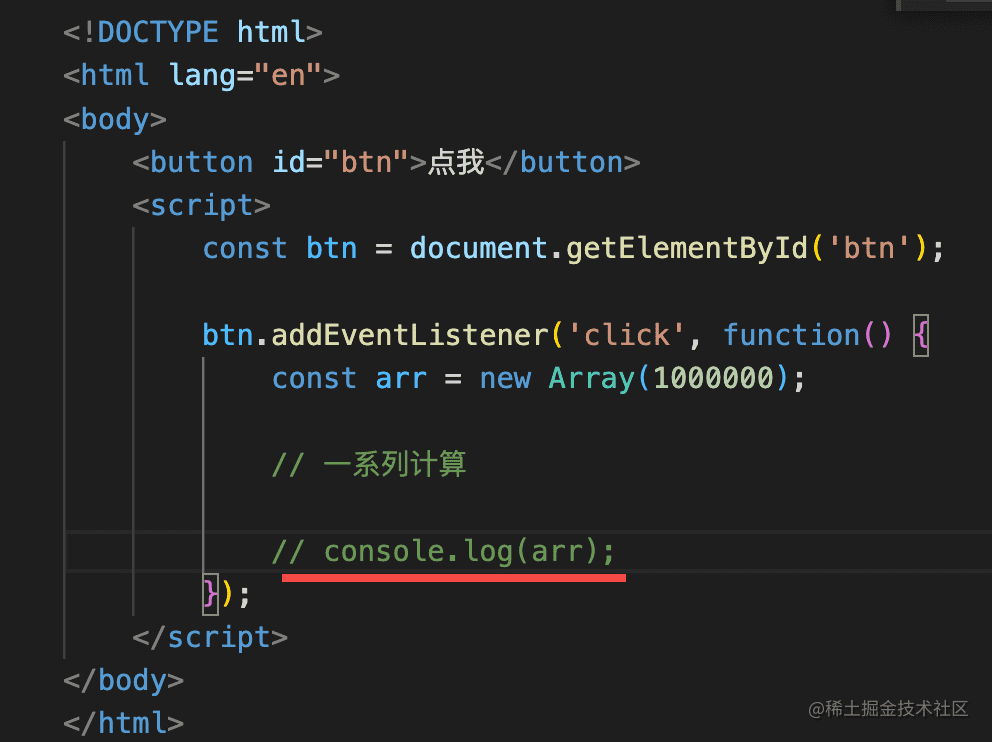 <!DOCTYPE html>
<html lang="en">
<body>
    <button id="btn">点我</button>
    <script>
        const btn = document.getElementById('btn');

        btn.addEventListener('click', function() {
            const arr = new Array(1000000);

            // 一系列计算

            // console.log(arr);
        });
    </script>
</body>
</html>
@稀土掘金技术社区